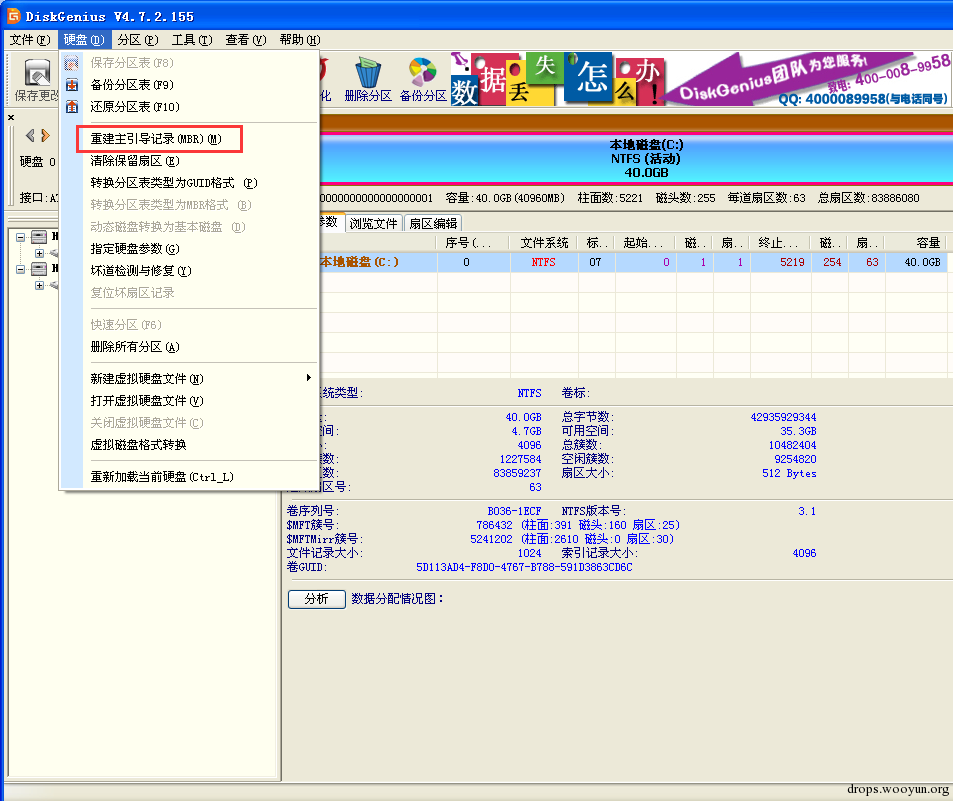 DiskGenius V4.7.2.155
文件(F) 硬盘(D) 分区(P) 工具(T) 查看(V) 帮助(H)
保存更改
删除分区 备份分区
数据丢失怎么办!
DiskGenius团队为您服务!
致电: 400-008-9958
QQ: 4000089958(与电话同号)
保存分区表(F8)
备份分区表(F9)
还原分区表(F10)
重建主引导记录(MBR)(M)
清除保留扇区(E)
转换分区表类型为GUID格式 (P)
转换分区表类型为MBR格式 (B)
动态磁盘转换为基本磁盘 (D)
指定硬盘参数(G)
坏道检测与修复(Y)
复位坏扇区记录
快速分区(F6)
删除所有分区(A)
新建虚拟硬盘文件(N)
打开虚拟硬盘文件(V)
关闭虚拟硬盘文件(C)
虚拟磁盘格式转换
重新加载当前硬盘(Ctrl_L)
硬盘 0
接口:A
本地磁盘(C:)
NTFS (活动)
40.0GB
00000000000000000001 容量:40.0GB(40960MB) 柱面数:5221 磁头数:255 每道扇区数:63 总扇区数:83886080
参数 浏览文件 扇区编辑
序号(... 文件系统 标.. 起始... 磁.. 扇.. 终止... 磁.. 扇.. 容量
本地磁盘(C:) 0 NTFS 07 0 1 1 5219 254 63 40.0GB
统类型: NTFS 卷标:
40.0GB 总字节数: 42935929344
空间: 4.7GB 可用空间: 35.3GB
4096 总簇数: 10482404
簇数: 1227584 空闲簇数: 9254820
数: 83859237 扇区大小: 512 Bytes
扇区号: 63
卷序列号: B036-1ECF NTFS版本号: 3.1
$MFT簇号: 786432 (柱面:391 磁头:160 扇区:25)
$MFTMirr簇号: 5241202 (柱面:2610 磁头:0 扇区:30)
文件记录大小: 1024 索引记录大小: 4096
卷GUID: 5D113AD4-F8D0-4767-B788-591D3863CD6C
分析 数据分配情况图:
drops.wooyun.org